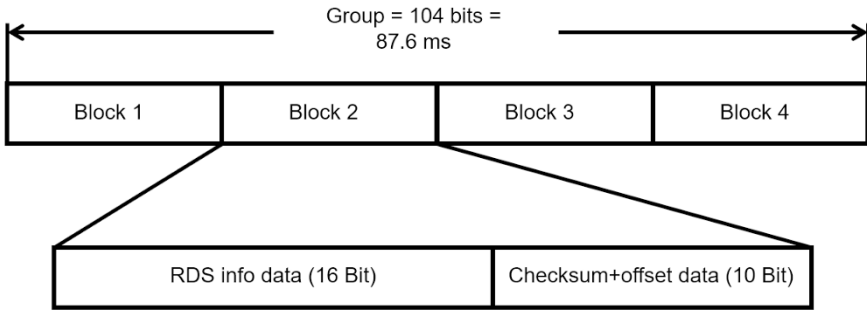 Group = 104 bits =
87.6 ms
Block 1
Block 2
Block 3
Block 4
RDS info data (16 Bit)
Checksum+offset data (10 Bit)